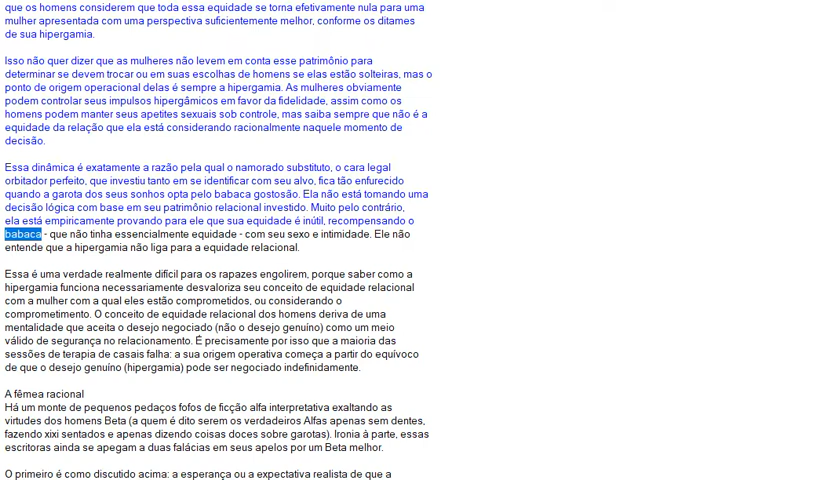 que os homens considerem que toda essa equidade se torna efetivamente nula para uma
mulher apresentada com uma perspectiva suficientemente melhor, conforme os ditames
de sua hipergamia.
Isso não quer dizer que as mulheres não levem em conta esse patrimônio para
determinar se devem trocar ou em suas escolhas de homens se elas estão solteiras, mas o
ponto de origem operacional delas é sempre a hipergamia. As mulheres obviamente
podem controlar seus impulsos hipergâmicos em favor da fidelidade, assim como os
homens podem manter seus apetites sexuais sob controle, mas saiba sempre que não é a
equidade da relação que ela está considerando racionalmente naquele momento de
decisão.
Essa dinâmica é exatamente a razão pela qual o namorado substituto, o cara legal
orbitador perfeito, que investiu tanto em se identificar com seu alvo, fica tão enfurecido
quando a garota dos seus sonhos opta pelo babaca gostosão. Ela não está tomando uma
decisão lógica com base em seu patrimônio relacional investido. Muito pelo contrário,
ela está empiricamente provando para ele que sua equidade é inútil, recompensando o
babaca - que não tinha essencialmente equidade - com seu sexo e intimidade. Ele não
entende que a hipergamia não liga para a equidade relacional.
Essa é uma verdade realmente difícil para os rapazes engolirem, porque saber como a
hipergamia funciona necessariamente desvaloriza seu conceito de equidade relacional
com a mulher com a qual eles estão comprometidos, ou considerando o
comprometimento. O conceito de equidade relacional dos homens deriva de uma
mentalidade que aceita o desejo negociado (não o desejo genuíno) como um meio
válido de segurança no relacionamento. É precisamente por isso que a maioria das
sessões de terapia de casais falha: a sua origem operativa começa a partir do equívoco
de que o desejo genuíno (hipergamia) pode ser negociado indefinidamente.
A fêmea racional
Há um monte de pequenos pedaços fofos de ficção alfa interpretativa exaltando as
virtudes dos homens Beta (a quem é dito serem os verdadeiros Alfas apenas sem dentes,
fazendo xixi sentados e apenas dizendo coisas doces sobre garotas). Ironia à parte, essas
escritoras ainda se apegam a duas falácias em seus apelos por um Beta melhor.
O primeiro é como discutido acima: a esperança ou a expectativa realista de que a